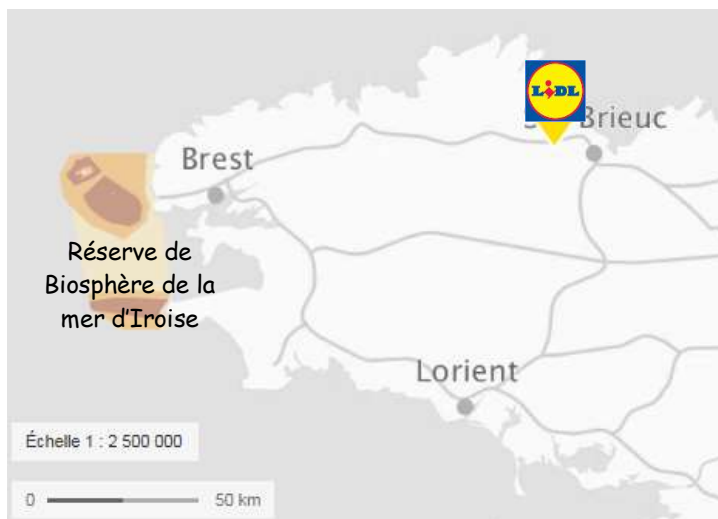 LIDL
Brieuc
Brest
Réserve de
Biosphère de la
mer d'Iroise
Lorient
Échelle 1 : 2 500 000
0 50 km